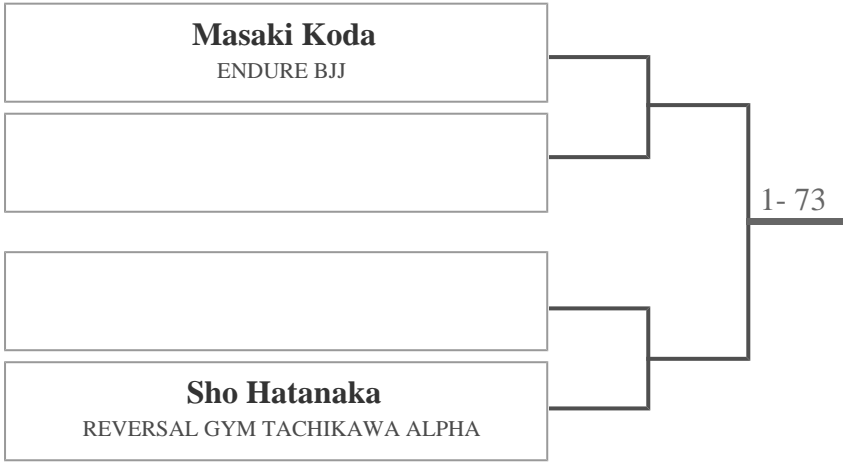 Masaki Koda
ENDURE BJJ
1- 73
Sho Hatanaka
REVERSAL GYM TACHIKAWA ALPHA